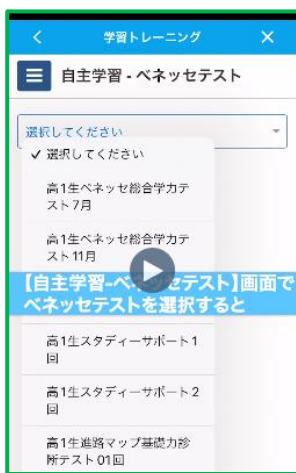 学習トレーニング
自主学習 - ベネッセテスト
選択してください
✓ 選択してください
高1生ベネッセ総合学力テ
スト7月
高1生ベネッセ総合学力テ
スト11月
【自主学習-ベネッセテスト】画面で
ベネッセテストを選択すると
高1生スタディーサポート1
回
高1生スタディーサポート2
回
高1生進路マップ基礎力診
断テスト01回